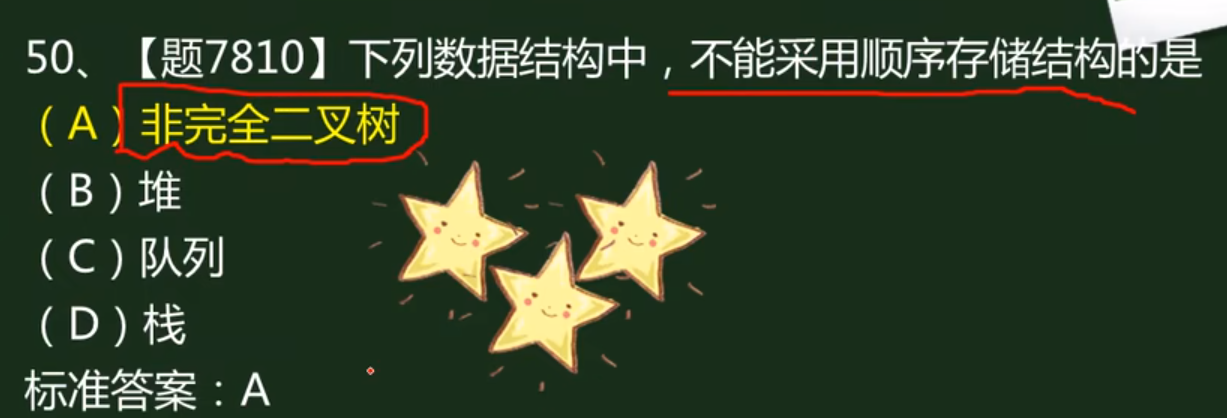 50、【题7810】下列数据结构中，不能采用顺序存储结构的是
（A）非完全二叉树
（B）堆
（C）队列
（D）栈
标准答案：A